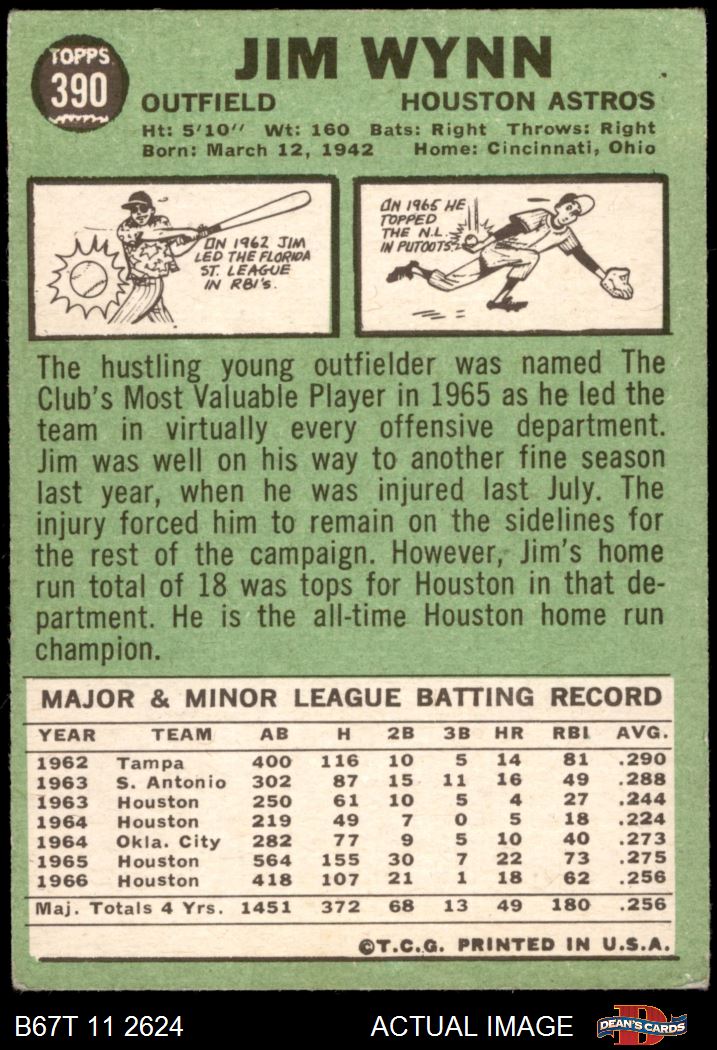 TOPPS
390
JIM WYNN
OUTFIELD HOUSTON ASTROS
Ht: 5'10" Wt: 160 Bats: Right Throws: Right
Born: March 12, 1942 Home: Cincinnati, Ohio
IN 1962 JIM
LED THE FLORIDA
ST. LEAGUE
IN RBI'S.
IN 1965 HE
TOPPED
THE N.L.
IN PUTOUTS.
The hustling young outfielder was named The
Club's Most Valuable Player in 1965 as he led the
team in virtually every offensive department.
Jim was well on his way to another fine season
last year, when he was injured last July. The
injury forced him to remain on the sidelines for
the rest of the campaign. However, Jim's home
run total of 18 was tops for Houston in that de-
partment. He is the all-time Houston home run
champion.
MAJOR & MINOR LEAGUE BATTING RECORD
YEAR TEAM AB H 2B 3B HR RBI AVG.
1962 Tampa 400 116 10 5 14 81 .290
1963 S. Antonio 302 87 15 11 16 49 .288
1963 Houston 250 61 10 5 4 27 .244
1964 Houston 219 49 7 0 5 18 .224
1964 Okla. City 282 77 9 5 10 40 .273
1965 Houston 564 155 30 7 22 73 .275
1966 Houston 418 107 21 1 18 62 .256
Maj. Totals 4 Yrs. 1451 372 68 13 49 180 .256
©T.C.G. PRINTED IN U.S.A.
B67T 11 2624 ACTUAL IMAGE
D
DEAN'S CARDS